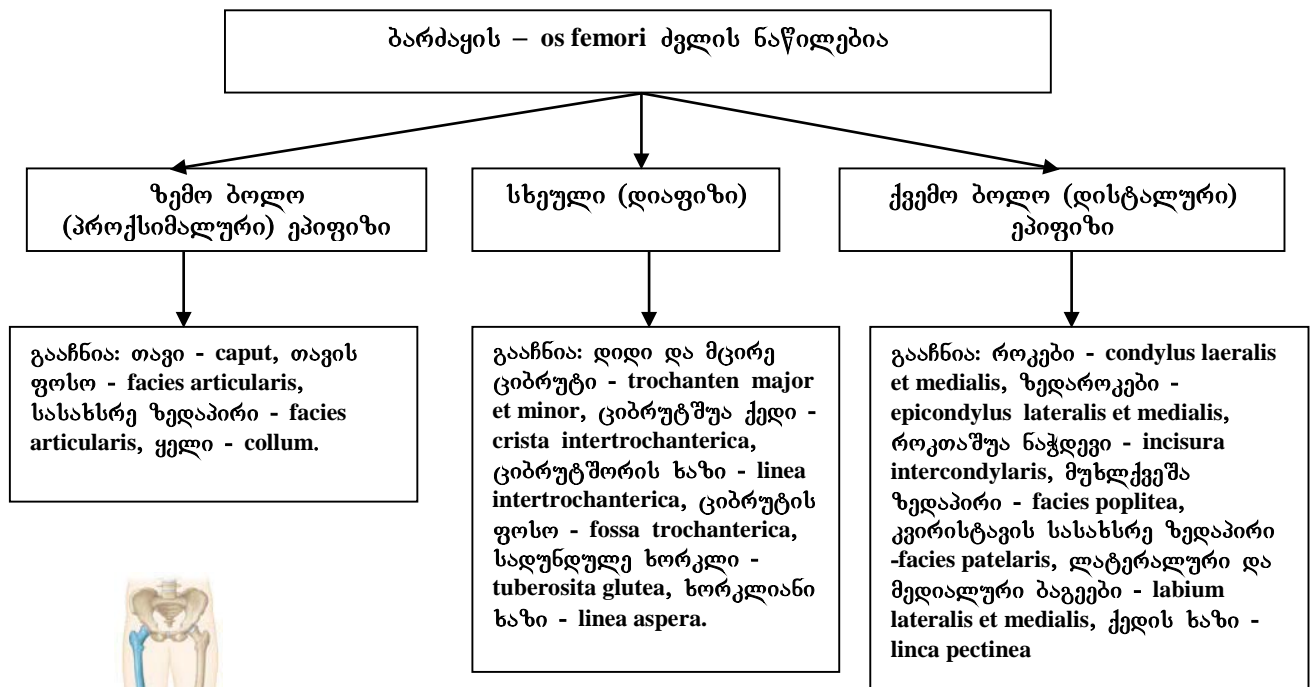 ბარძაყის – os femori ძვლის ნაწილებია
ზემო ბოლო
(პროქსიმალური) ეპიფიზი
სხეული (დიაფიზი)
ქვემო ბოლო (დისტალური)
ეპიფიზი
გააჩნია: თავი - caput, თავის
ფოსო - facies articularis,
სასახსრე ზედაპირი - facies
articularis, ყელი - collum.
გააჩნია: დიდი და მცირე
ციბრუტი - trochanten major
et minor, ციბრუტშუა ქედი -
crista intertrochanterica,
ციბრუტშორის ხაზი - linea
intertrochanterica, ციბრუტის
ფოსო - fossa trochanterica,
სადუნდულე ხორკლი -
tuberosita glutea, ხორკლიანი
ხაზი - linea aspera.
გააჩნია: როკები - condylus laeralis
et medialis, ზედაროკები -
epicondylus lateralis et medialis,
როკთაშუა ნაჭდევი - incisura
intercondylaris, მუხლქვეშა
ზედაპირი - facies poplitea,
კვირისტავის სასახსრე ზედაპირი
-facies patelaris, ლატერალური და
მედიალური ბაგეები - labium
lateralis et medialis, ქედის ხაზი -
linca pectinea